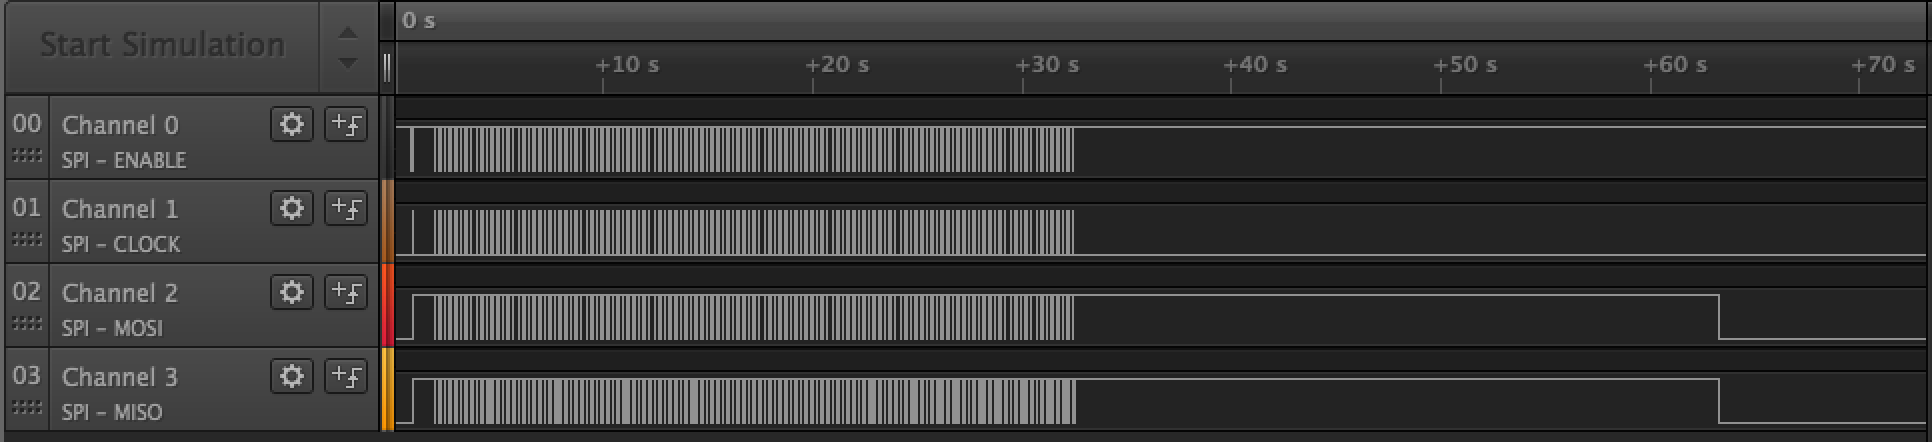 Start Simulation
0 s
+10 s +20 s +30 s +40 s +50 s +60 s +70 s
00 Channel 0
SPI – ENABLE
01 Channel 1
SPI – CLOCK
02 Channel 2
SPI – MOSI
03 Channel 3
SPI – MISO